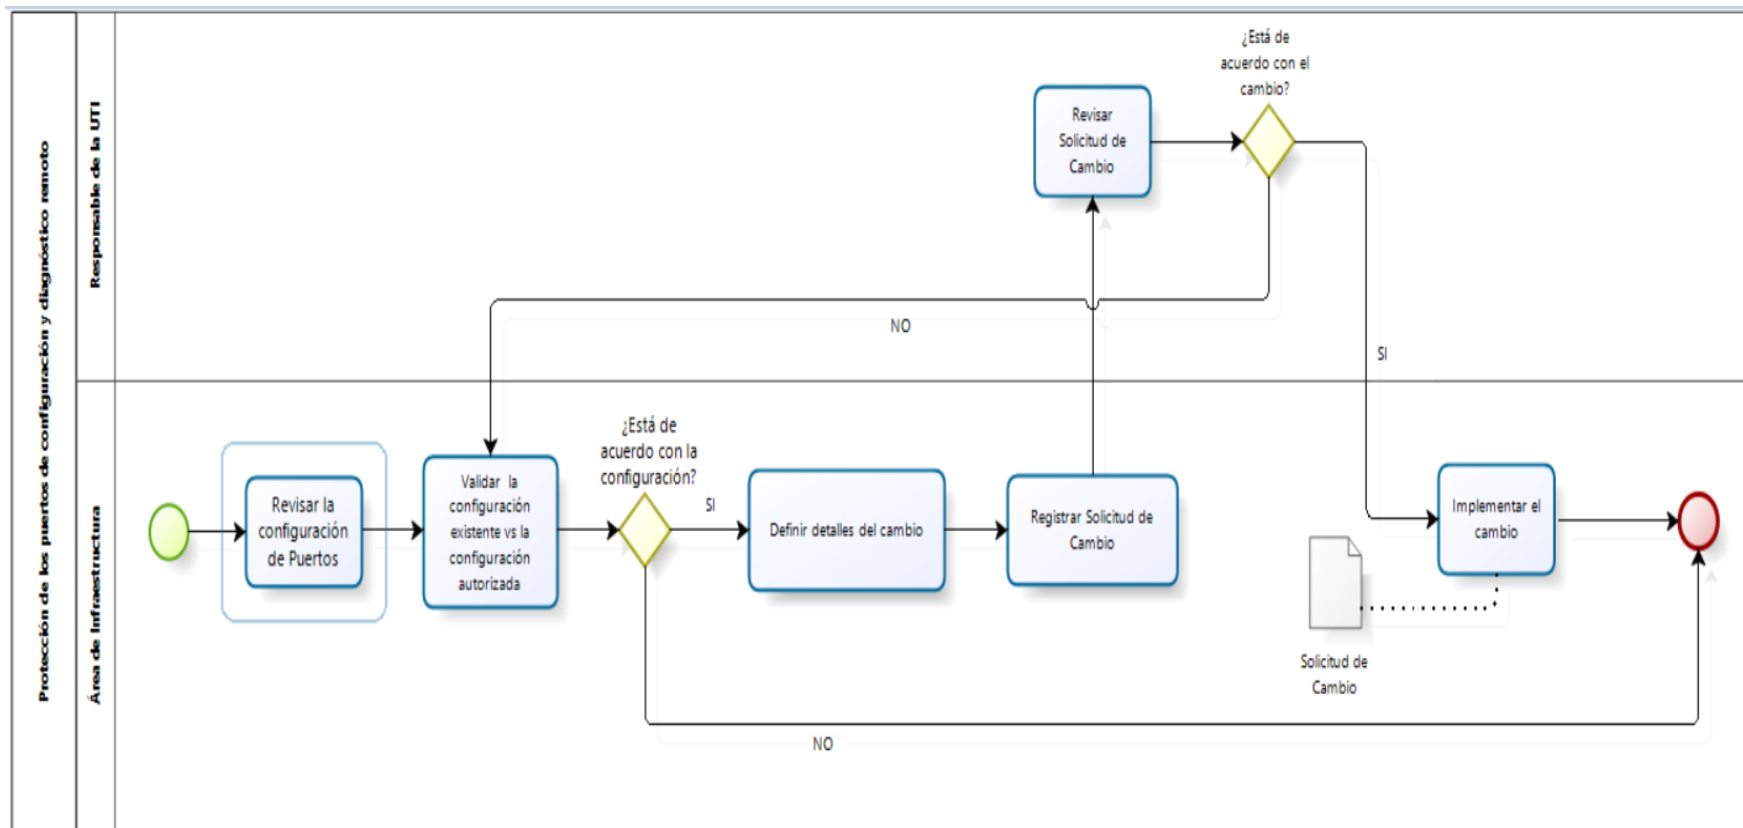 Protección de los puertos de configuración y diagnóstico remoto
Responsable de la UTI
¿Está de
acuerdo con el
cambio?
Revisar
Solicitud de
Cambio
NO
SI
Área de Infraestructura
Revisar la
configuración
de Puertos
Validar la
configuración
existente vs la
configuración
autorizada
¿Está de
acuerdo con la
configuración?
SI
Definir detalles del cambio
Registrar Solicitud de
Cambio
Implementar el
cambio
Solicitud de
Cambio
NO